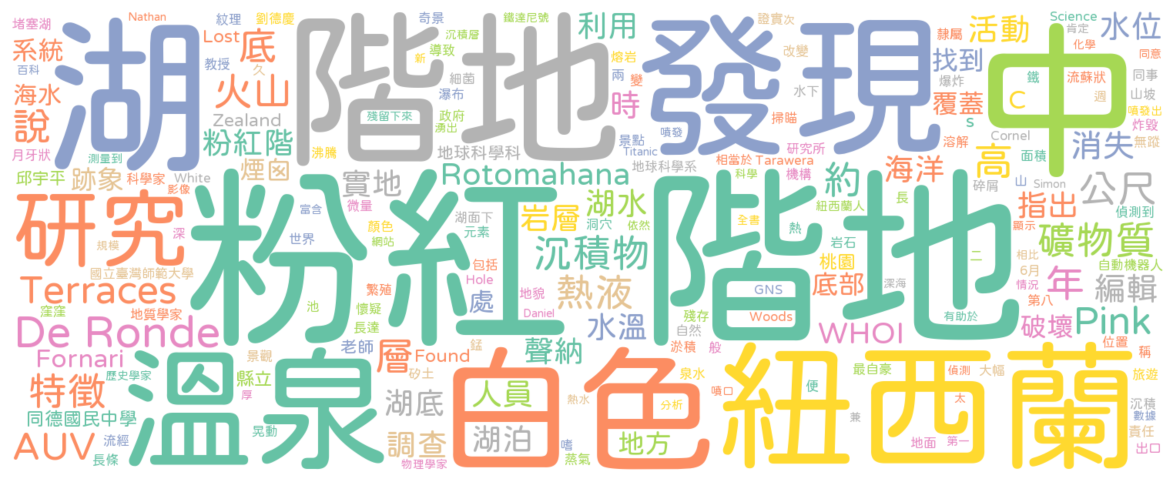 堵塞湖
Nathan
紋理
劉德慶
奇景
鐵達尼號
利用
證實
次
隸屬
活動
Science
肯定
水位
系統
百科
Lost
底
教授
久
沉積層
導致
新
熔岩
兩
變
改變
爆炸
找到
化學
同意
湖
階地
發現
中
鐵
流蘇狀
同事
山坡
週
海水
火山
細菌
瀑布
水下
時
覆蓋
C
s
噴發出
炸毀
無蹤
說
Zealand
殘留下來
政府
湧出
掃瞄
景點
噴發
Titanic
研究所
溶解
Cornel
面積
消失
月牙狀
測量到
粉紅階
沸騰
地球科學科
地球科學系
相當於
Tarawera
科學
機構
海洋
高
碎屑
山
Simon
邱宇平
跡象
科學家
影像
White
煙囪
實地
微量
Rotomahana
約
紐西蘭人
長
公尺
偵測到
研究
粉紅階地
深
富含
顏色
網站
湖面下
元素
洞穴
依然
岩層
湖水
全書
熱
指出
顯示
規模
世界
沉積物
岩石
桃園
二
礦物質
相比
6月
自動機器人
國立臺灣師範大學
地質學家
包括
Hole
地貌
熱液
GNS
底部
深海
情況
第八
年
編輯
Terraces
窪窪
池
繁殖
懷疑
長達
處
Daniel
水溫
殘存
自然
Woods
有助於
De Ronde
老師
錳
聲納
淤積
般
WHOI
破壞
Pink
位置
稱
Fornari
景觀
歷史學家
厚
縣立
層
Found
矽土
泉水
噴口
最自豪
偵測
大幅
旅遊
特徵
溫泉
湖底
人員
白色
便
紐西蘭
太
沉積
數據
同德國民中學
晃動
熱水
分析
兼
責任
AUV
流經
長條
調查
物理學家
湖泊
嗜
蒸氣
地方
地面
第一
出口